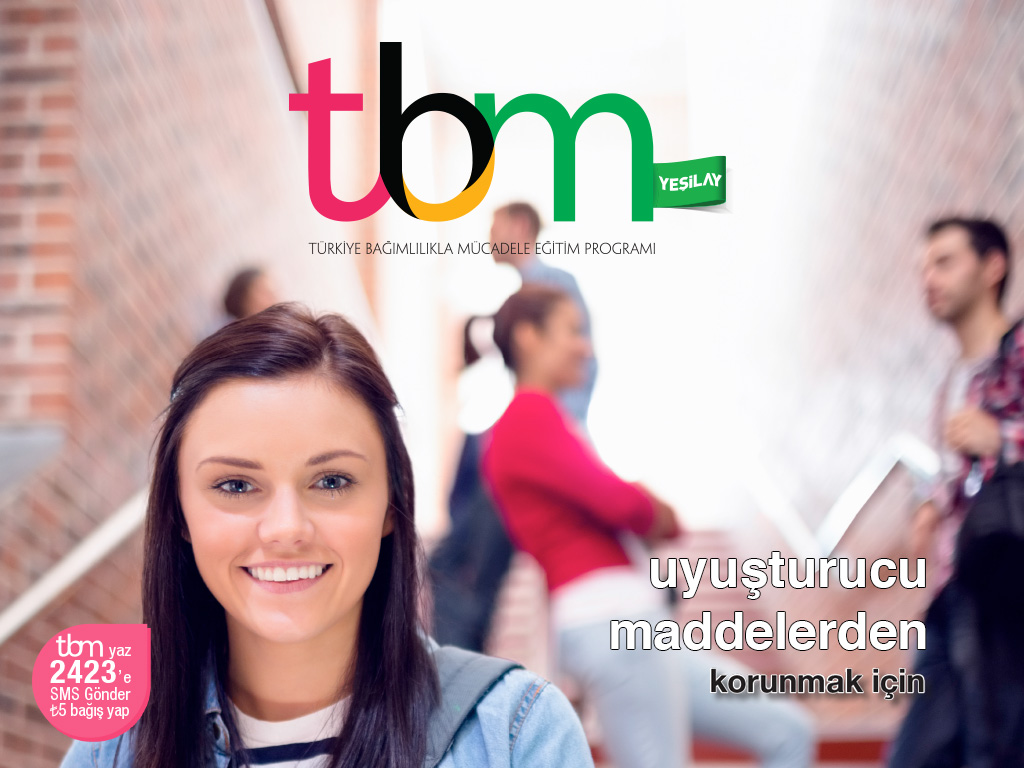 tbm
YEŞİLAY
TÜRKİYE BAĞIMLILIKLA MÜCADELE EĞİTİM PROGRAMI
uyuşturucu
maddelerden
korunmak için
tbm yaz
2423'e
SMS Gönder
₺5 bağış yap